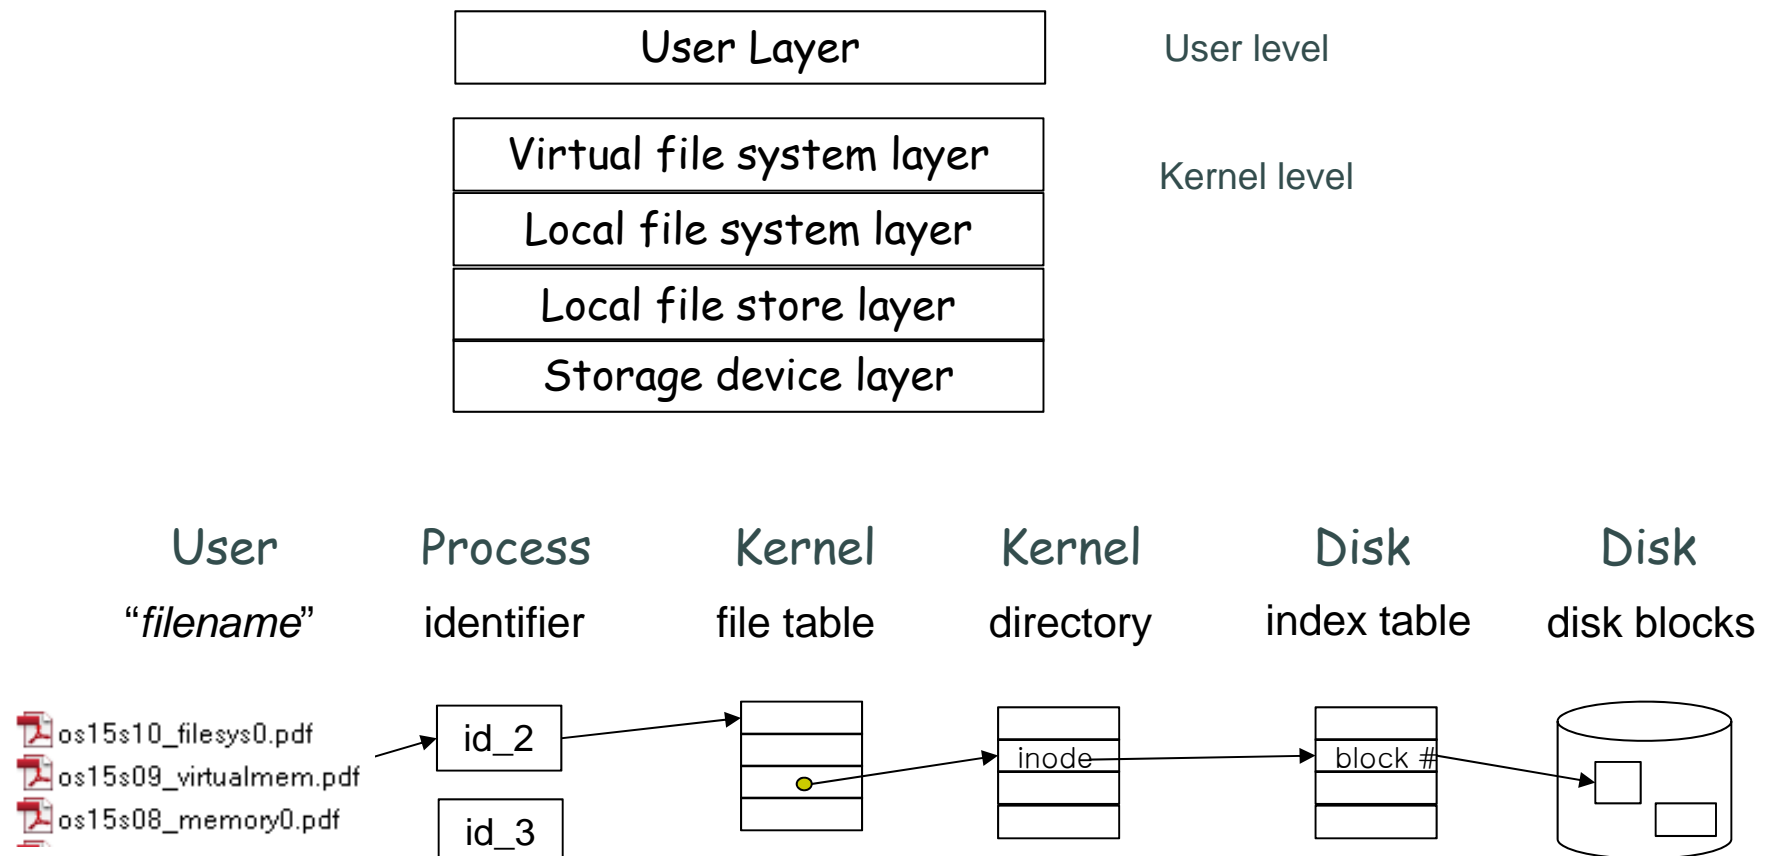 User Layer
User level
Virtual file system layer
Kernel level
Local file system layer
Local file store layer
Storage device layer
User Process Kernel Kernel Disk Disk
“filename” identifier file table directory index table disk blocks
os15s10_filesys0.pdf
id_2
inode
block #
os15s09_virtualmem.pdf
os15s08_memory0.pdf
id_3